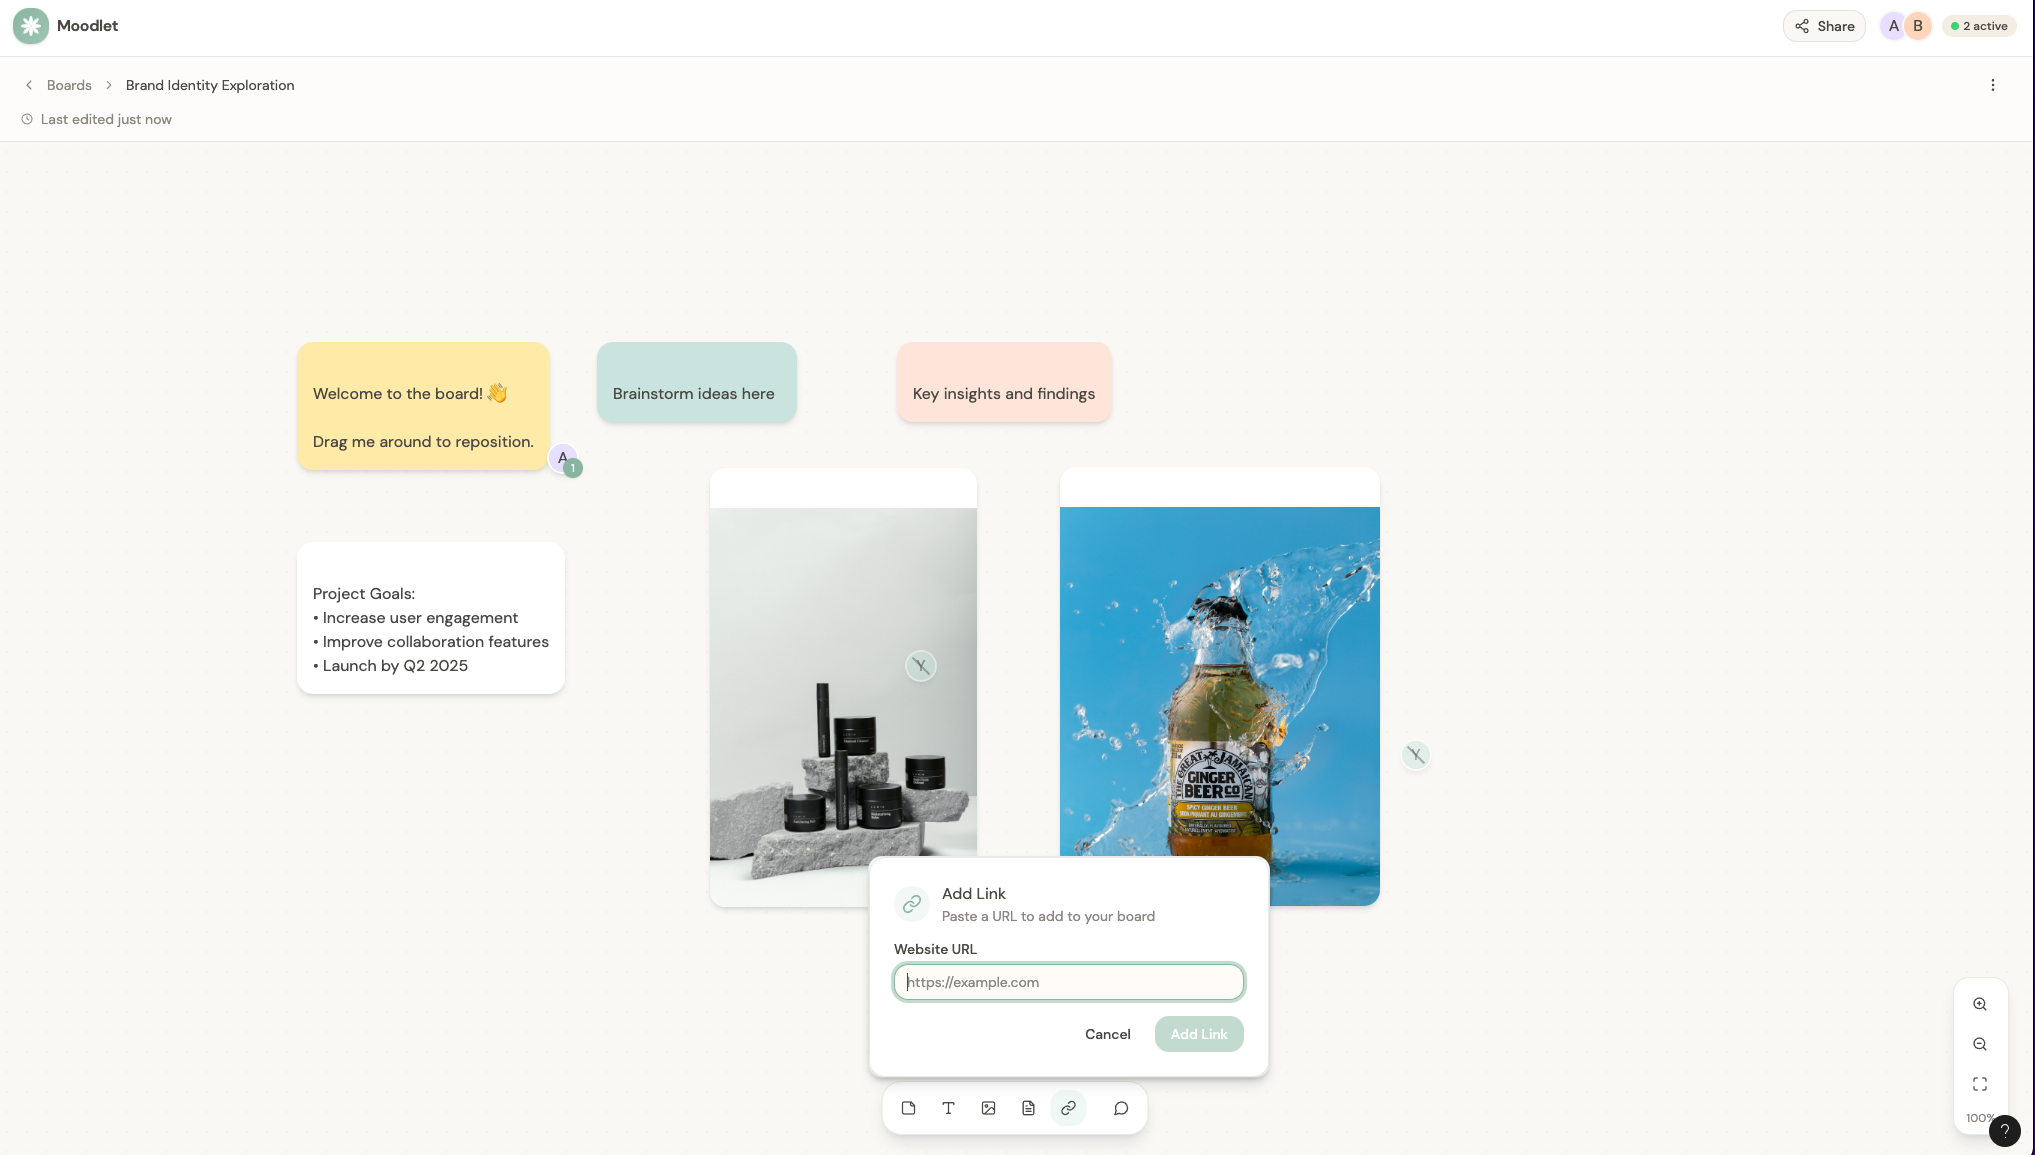 Moodlet
Share
A
B
2 active
Boards
Brand Identity Exploration
Last edited just now
Welcome to the board! 👋
Drag me around to reposition.
A
1
Brainstorm ideas here
Key insights and findings
Project Goals:
• Increase user engagement
• Improve collaboration features
• Launch by Q2 2025
Y
THE GREAT JAMAICAN
GINGER
BEER CO
SPICY GINGER BEER
Y
Add Link
Paste a URL to add to your board
Website URL
https://example.com
Cancel
Add Link
100%
?